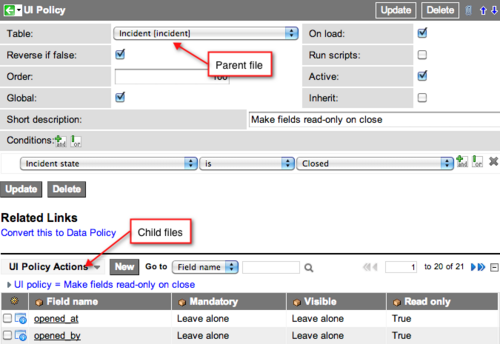 UI Policy
Update Delete
Table: Incident [incident] On load:
Reverse if false: Run scripts:
Parent file
Order: 100 Active:
Global: Inherit:
Short description: Make fields read-only on close
Conditions: and or
Incident state is Closed and or
Update Delete
Related Links
Convert this to Data Policy
Child files
UI Policy Actions New Go to Field name 1 to 20 of 21
UI policy = Make fields read-only on close
Field name Mandatory Visible Read only
opened_at Leave alone Leave alone True
opened_by Leave alone Leave alone True